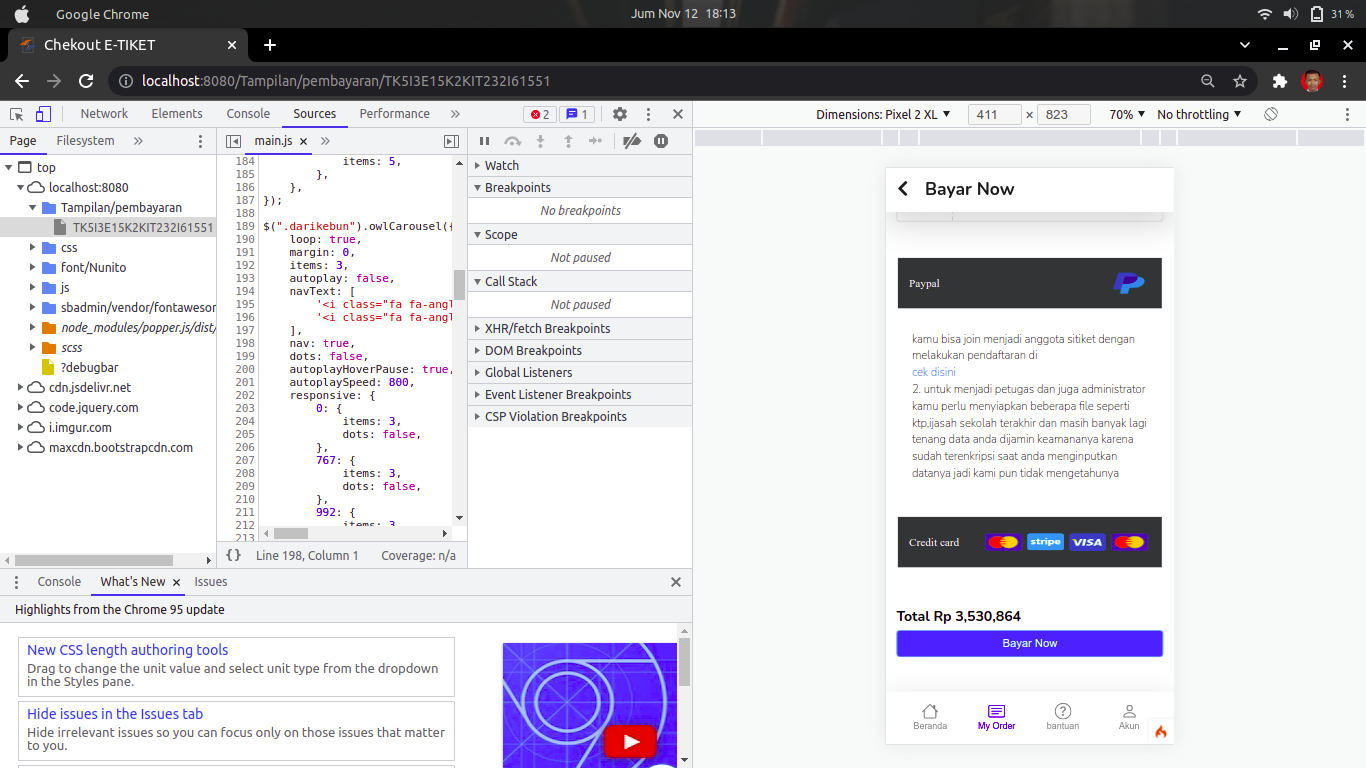 Google Chrome
Jum Nov 12 18:13
31 %
Chekout E-TIKET
localhost:8080/Tampilan/pembayaran/TK5I3E15K2KIT232I61551
Network Elements Console Sources Performance
2 1
Page Filesystem
main.js
top
localhost:8080
Tampilan/pembayaran
TK5I3E15K2KIT232I61551
css
font/Nunito
js
sbadmin/vendor/fontawesor
node_modules/popper.js/dist/
scss
?debugbar
cdn.jsdelivr.net
code.jquery.com
i.imgur.com
maxcdn.bootstrapcdn.com
184 items: 5,
185 },
186 },
187 });
188
189 $(".darikebun").owlCarousel({
190 loop: true,
191 margin: 0,
192 items: 3,
193 autoplay: false,
194 navText: [
195 '<i class="fa fa-angl
196 '<i class="fa fa-angl
197 ],
198 nav: true,
199 dots: false,
200 autoplayHoverPause: true,
201 autoplaySpeed: 800,
202 responsive: {
203 0: {
204 items: 3,
205 dots: false,
206 },
207 767: {
208 items: 3,
209 dots: false,
210 },
211 992: {
212 items: 3
213
{} Line 198, Column 1 Coverage: n/a
Watch
Breakpoints
No breakpoints
Scope
Not paused
Call Stack
Not paused
XHR/fetch Breakpoints
DOM Breakpoints
Global Listeners
Event Listener Breakpoints
CSP Violation Breakpoints
Console What's New Issues
Highlights from the Chrome 95 update
New CSS length authoring tools
Drag to change the unit value and select unit type from the dropdown
in the Styles pane.
Hide issues in the Issues tab
Hide irrelevant issues so you can focus only on those issues that matter
to you.
Dimensions: Pixel 2 XL 411 × 823 70% No throttling
Bayar Now
Paypal
kamu bisa join menjadi anggota sitiket dengan
melakukan pendaftaran di
cek disini
2. untuk menjadi petugas dan juga administrator
kamu perlu menyiapkan beberapa file seperti
ktp,ijasah sekolah terakhir dan masih banyak lagi
tenang data anda dijamin keamananya karena
sudah terenkripsi saat anda menginputkan
datanya jadi kami pun tidak mengetahunya
Credit card stripe VISA
Total Rp 3,530,864
Bayar Now
Beranda My Order bantuan Akun